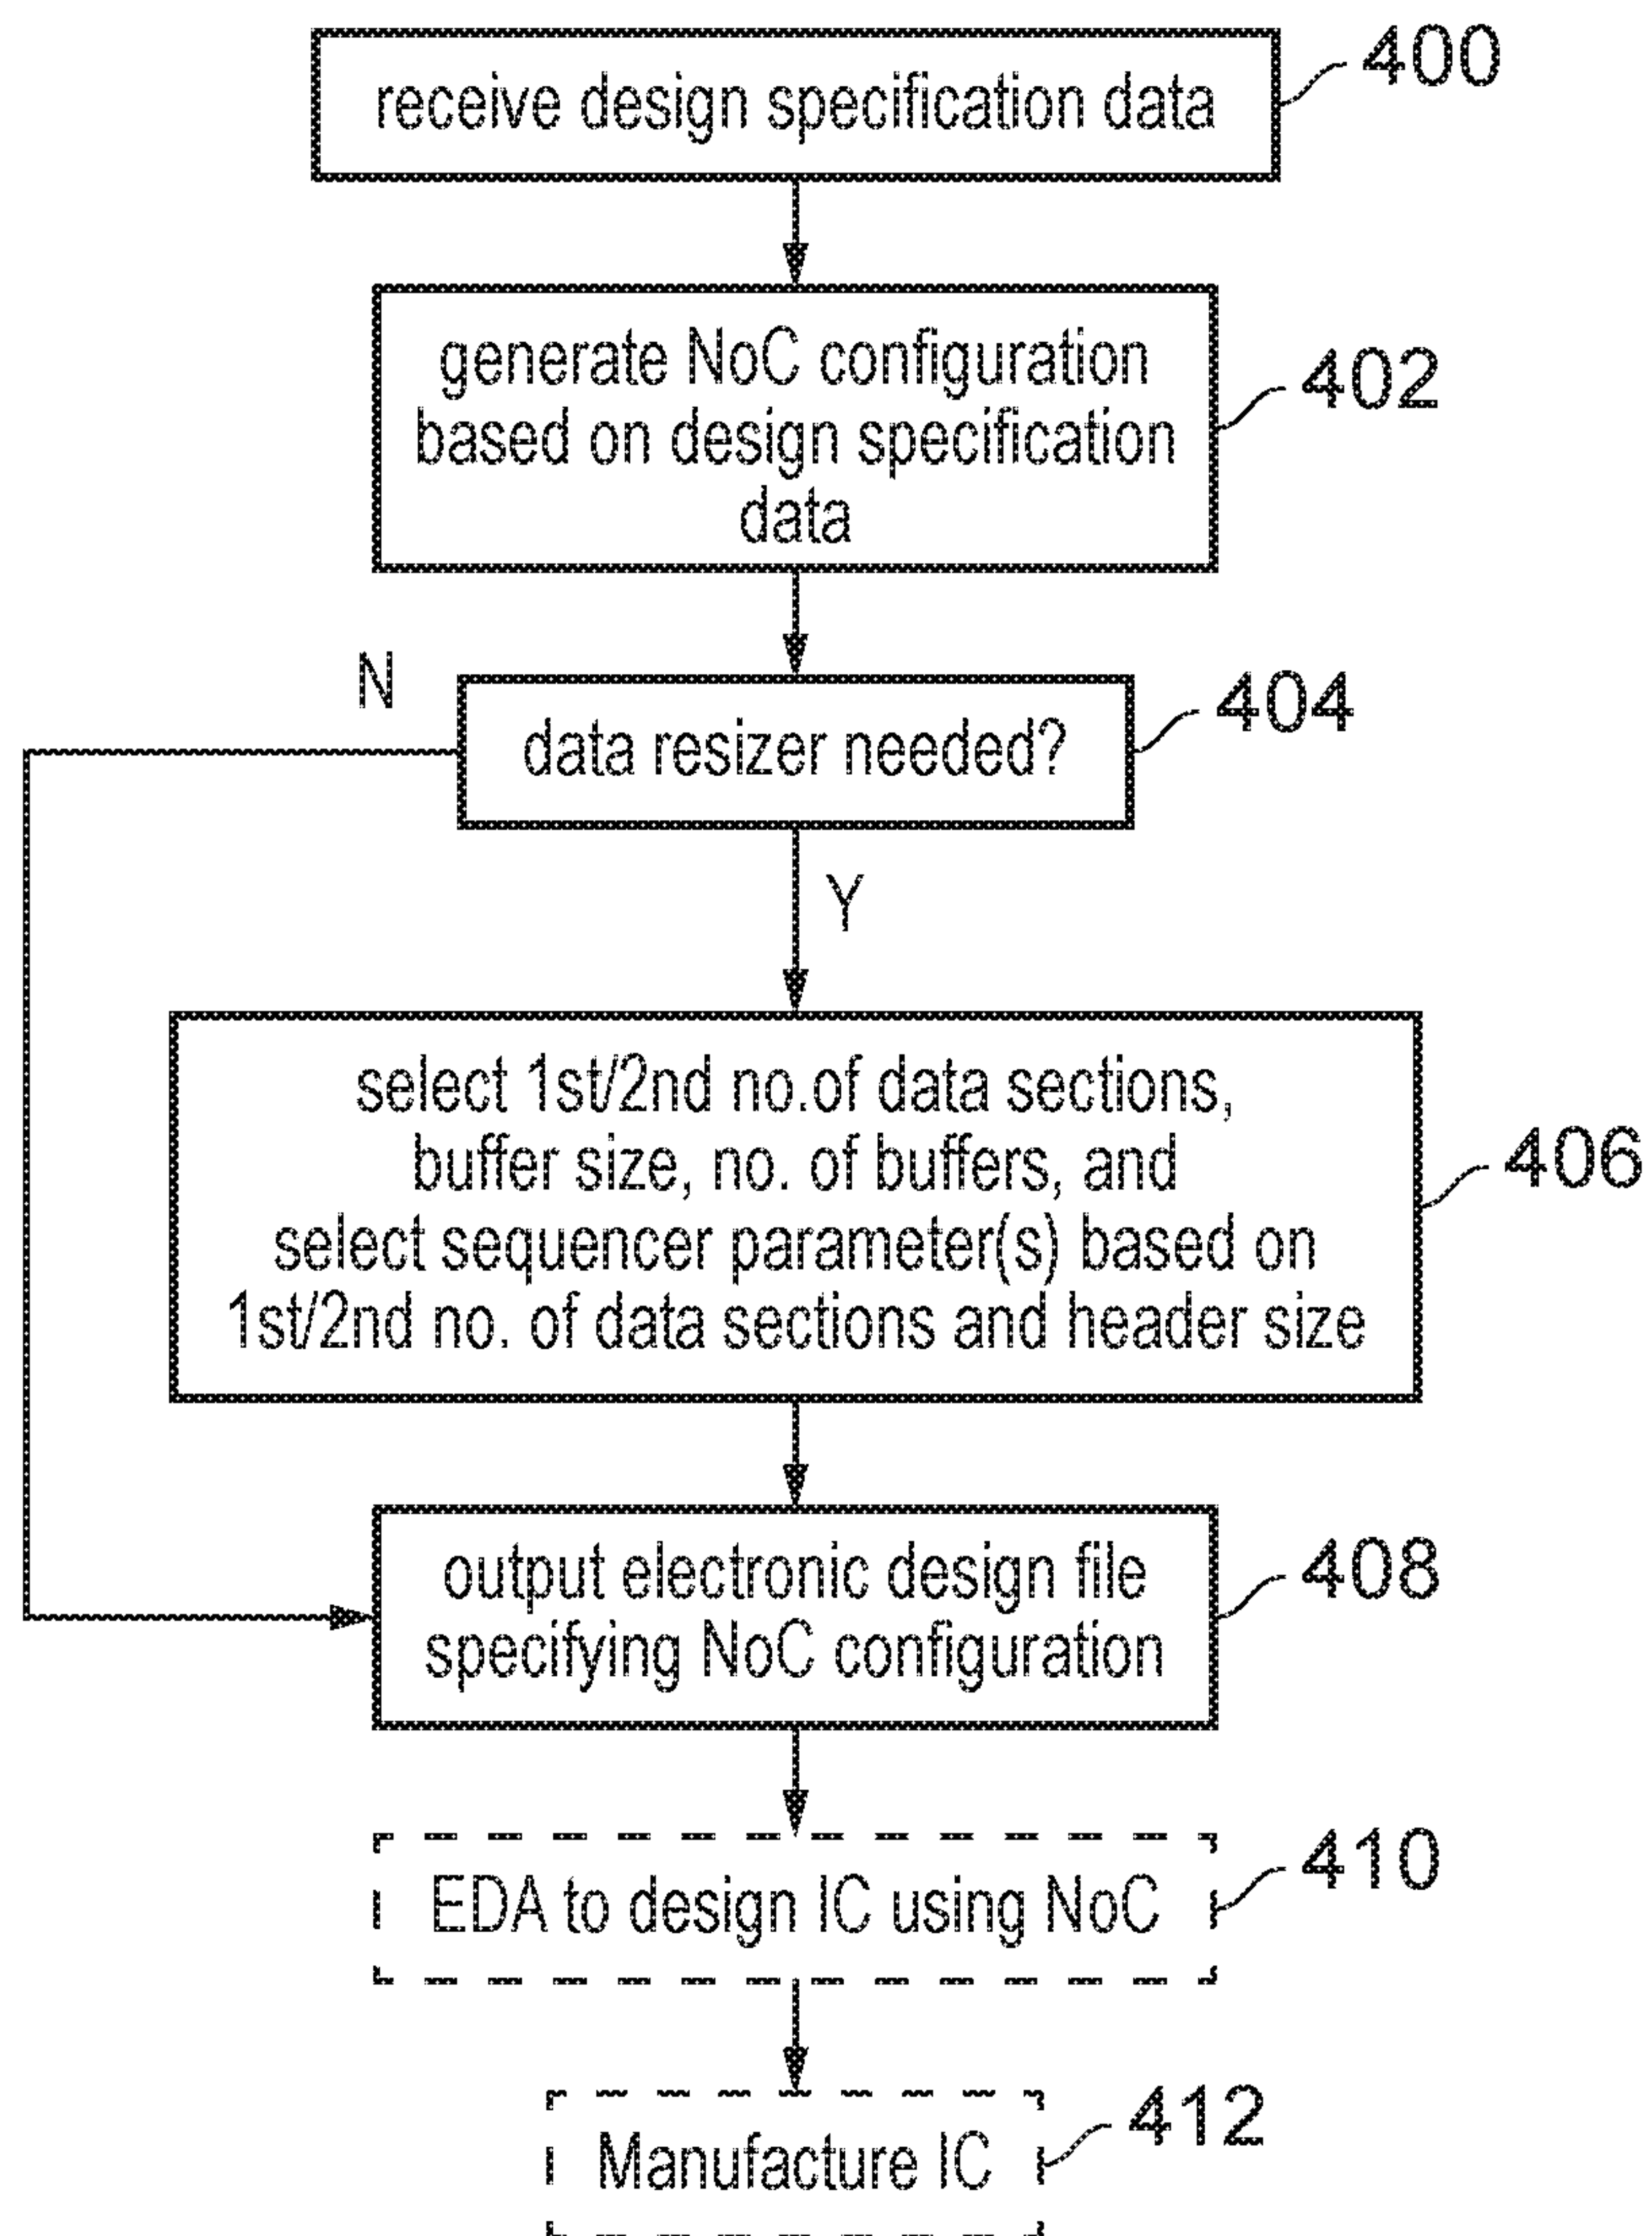 receive design specification data
400
generate NoC configuration
based on design specification
data
402
N
data resizer needed?
404
Y
select 1st/2nd no.of data sections,
buffer size, no. of buffers, and
select sequencer parameter(s) based on
1st/2nd no. of data sections and header size
406
output electronic design file
specifying NoC configuration
408
EDA to design IC using NoC
410
Manufacture IC
412